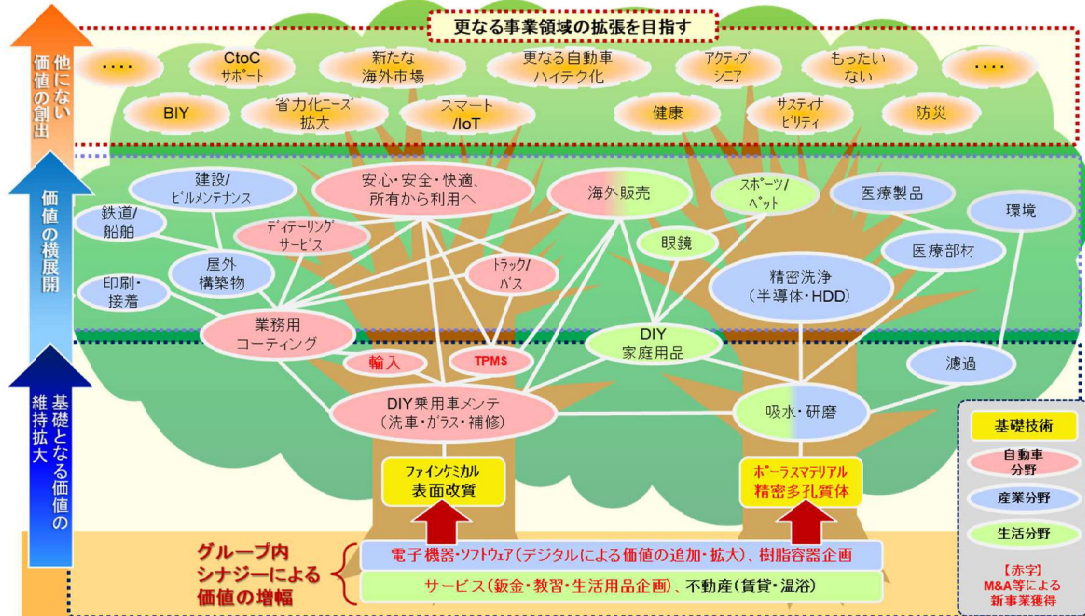 更なる事業領域の拡張を目指す
他にない
価値の創出
‥‥
CtoC
サポート
新たな
海外市場
更なる自動車
ハイテク化
アクティブ
シニア
もったい
ない
‥‥
BIY
省力化ニーズ
拡大
スマート
/IoT
健康
サスティナ
ビリティ
防災
価値の横展開
建設/
ビルメンテナンス
安心・安全・快適、
所有から利用へ
海外販売
スポーツ/
ペット
医療製品
環境
鉄道/
船舶
ディテーリング
サービス
眼鏡
医療部材
印刷・
接着
屋外
構築物
トラック/
バス
精密洗浄
(半導体・HDD)
業務用
コーティング
DIY
家庭用品
輸入
TPMS
濾過
基礎となる価値の
維持拡大
DIY乗用車メンテ
(洗車・ガラス・補修)
吸水・研磨
ファインケミカル
表面改質
ポーラスマテリアル
精密多孔質体
基礎技術
自動車
分野
産業分野
生活分野
【赤字】
M&A等による
新事業獲得
グループ内
シナジーによる
価値の増幅
電子機器・ソフトウェア(デジタルによる価値の追加・拡大)、樹脂容器企画
サービス(鈑金・教習・生活用品企画)、不動産(賃貸・温浴)